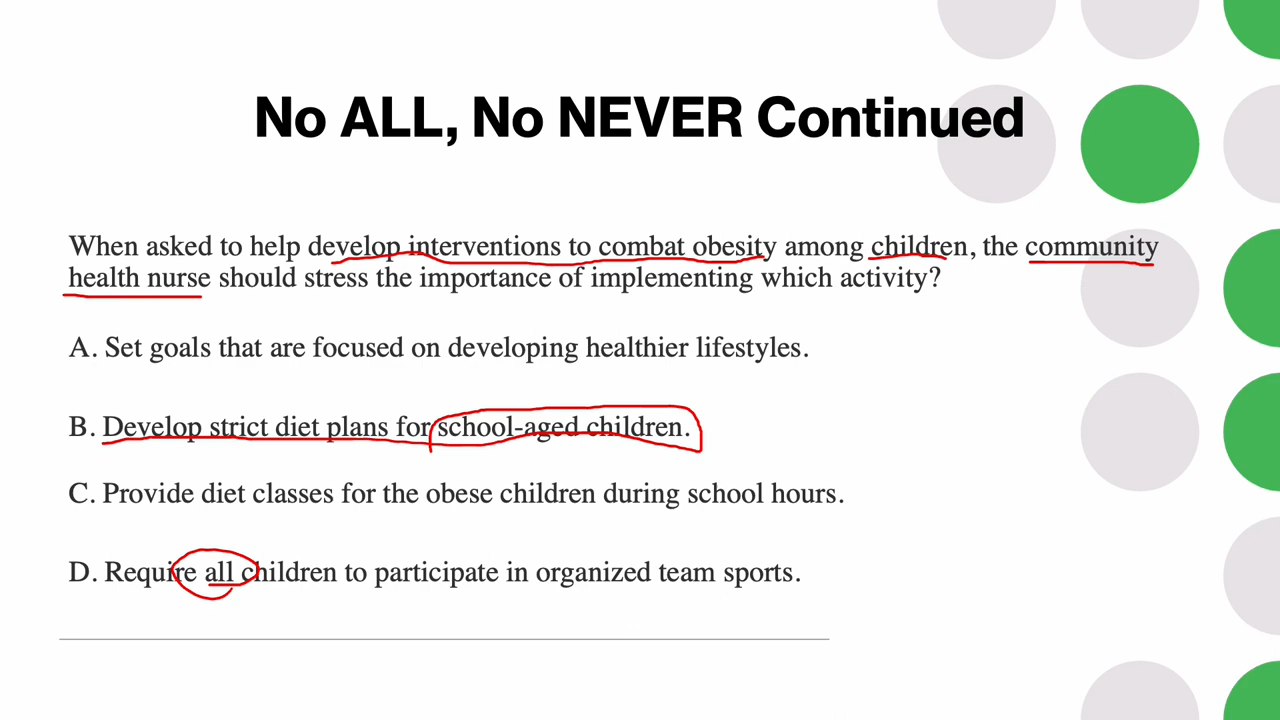 No ALL, No NEVER Continued
When asked to help develop interventions to combat obesity among children, the community
health nurse should stress the importance of implementing which activity?
A. Set goals that are focused on developing healthier lifestyles.
B. Develop strict diet plans for school-aged children.
C. Provide diet classes for the obese children during school hours.
D. Require all children to participate in organized team sports.